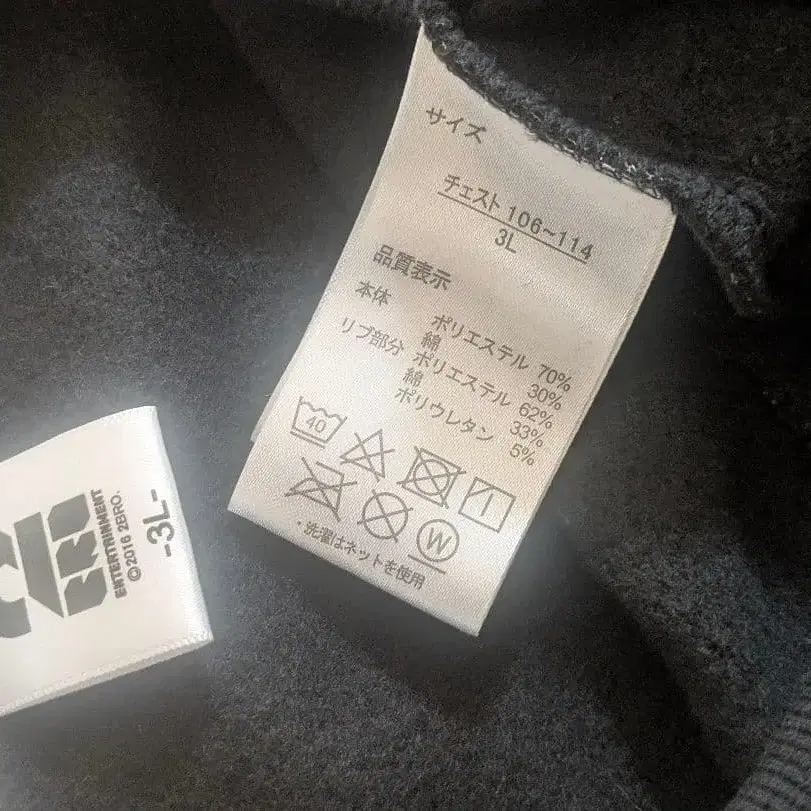 サイズ
チェスト 106~114
3L
品質表示
本体 ポリエステル 70%
綿 30%
リブ部分 ポリエステル 62%
綿 33%
ポリウレタン 5%
40
W
・洗濯はネットを使用
ENTERTRINMENT
©2016 2BRO.
-3L-